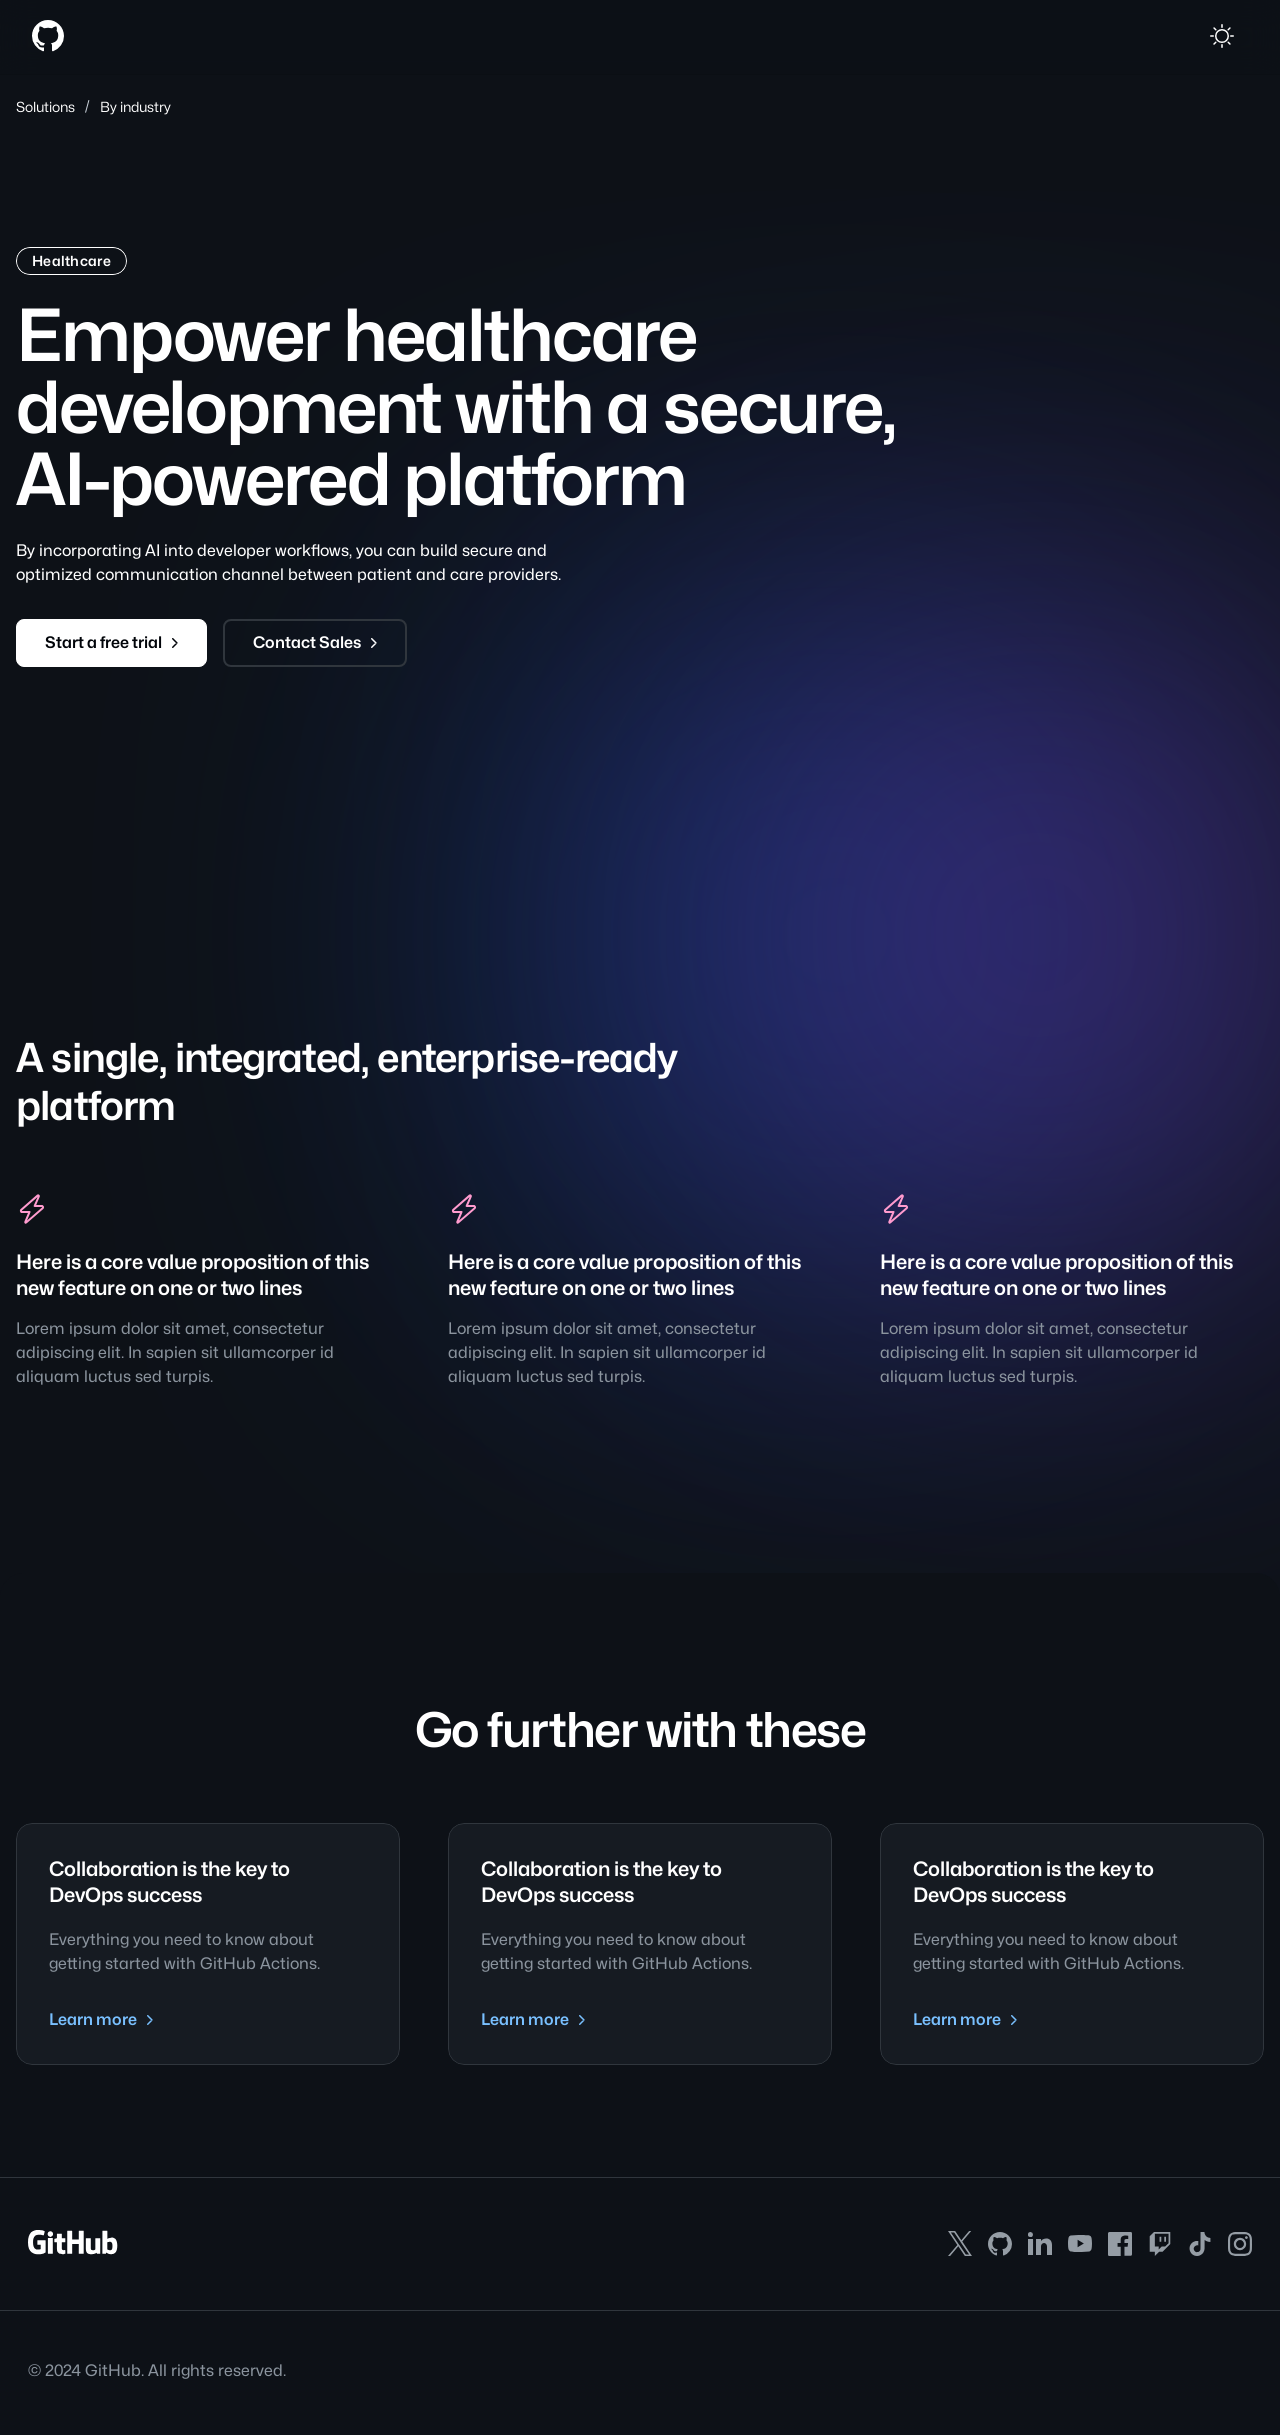 Solutions / By industry
Healthcare
Empower healthcare
development with a secure,
AI-powered platform
By incorporating AI into developer workflows, you can build secure and
optimized communication channel between patient and care providers.
Start a free trial
Contact Sales
A single, integrated, enterprise-ready
platform
Here is a core value proposition of this
new feature on one or two lines
Lorem ipsum dolor sit amet, consectetur
adipiscing elit. In sapien sit ullamcorper id
aliquam luctus sed turpis.
Here is a core value proposition of this
new feature on one or two lines
Lorem ipsum dolor sit amet, consectetur
adipiscing elit. In sapien sit ullamcorper id
aliquam luctus sed turpis.
Here is a core value proposition of this
new feature on one or two lines
Lorem ipsum dolor sit amet, consectetur
adipiscing elit. In sapien sit ullamcorper id
aliquam luctus sed turpis.
Go further with these
Collaboration is the key to
DevOps success
Everything you need to know about
getting started with GitHub Actions.
Learn more
Collaboration is the key to
DevOps success
Everything you need to know about
getting started with GitHub Actions.
Learn more
Collaboration is the key to
DevOps success
Everything you need to know about
getting started with GitHub Actions.
Learn more
GitHub
© 2024 GitHub. All rights reserved.